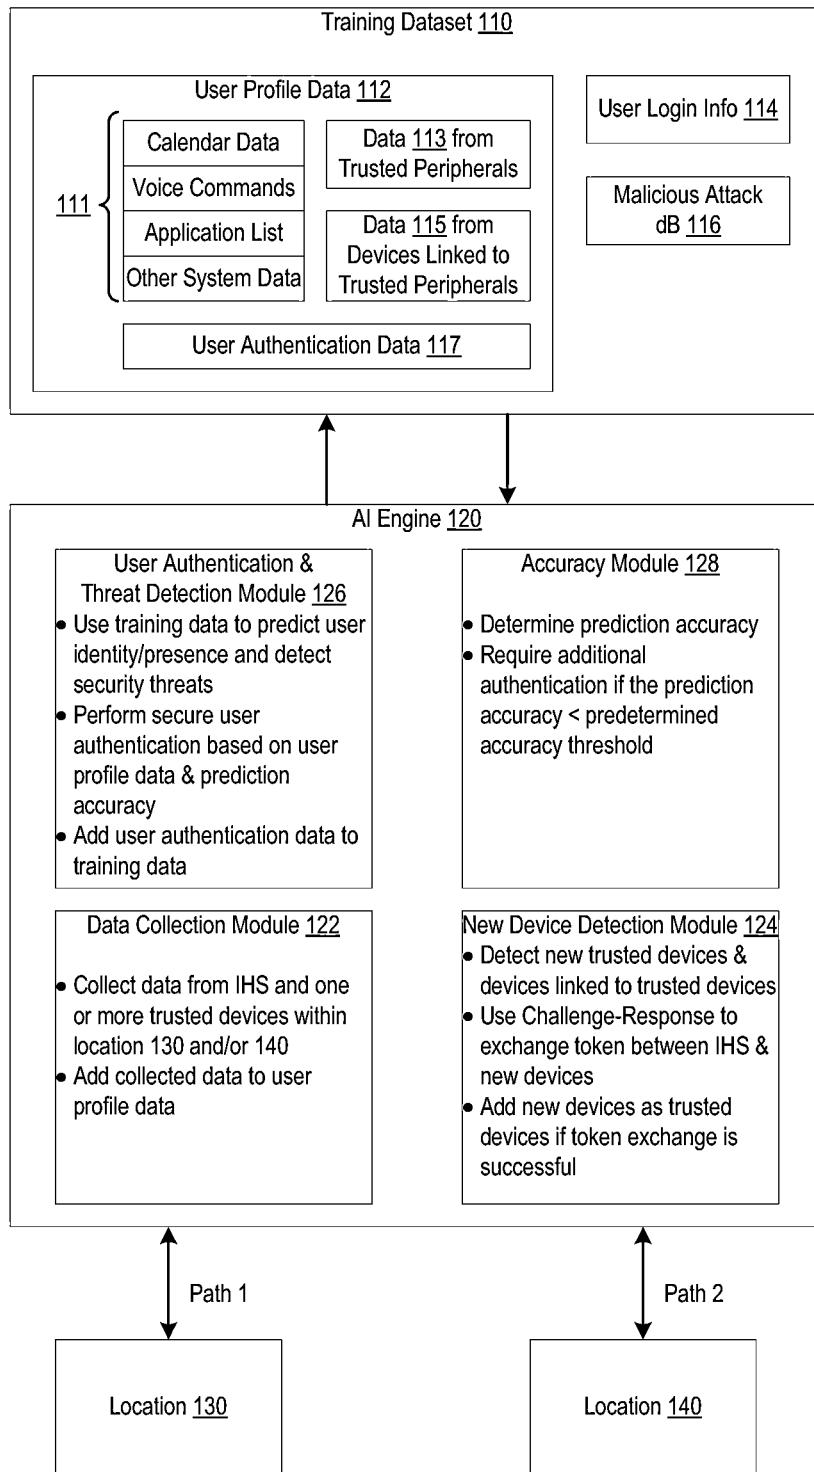 Training Dataset 110
User Profile Data 112
111
Calendar Data
Voice Commands
Application List
Other System Data
Data 113 from
Trusted Peripherals
Data 115 from
Devices Linked to
Trusted Peripherals
User Authentication Data 117
User Login Info 114
Malicious Attack
dB 116
AI Engine 120
User Authentication &
Threat Detection Module 126
● Use training data to predict user
identity/presence and detect
security threats
● Perform secure user
authentication based on user
profile data & prediction
accuracy
● Add user authentication data to
training data
Accuracy Module 128
● Determine prediction accuracy
● Require additional
authentication if the prediction
accuracy < predetermined
accuracy threshold
Data Collection Module 122
● Collect data from IHS and one
or more trusted devices within
location 130 and/or 140
● Add collected data to user
profile data
New Device Detection Module 124
● Detect new trusted devices &
devices linked to trusted devices
● Use Challenge-Response to
exchange token between IHS &
new devices
● Add new devices as trusted
devices if token exchange is
successful
Path 1
Path 2
Location 130
Location 140